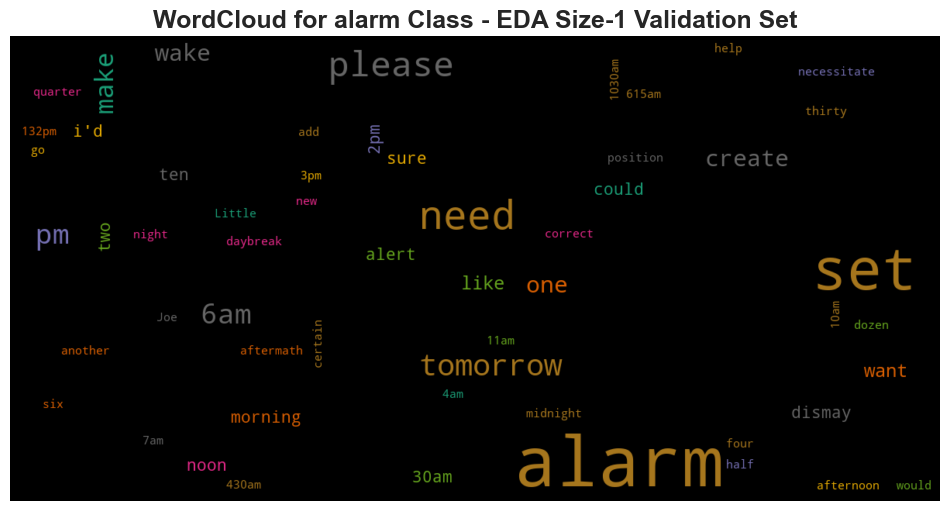 WordCloud for alarm Class - EDA Size-1 Validation Set
wake
please
help
make
necessitate
quarter
1030am
615am
thirty
132pm
i'd
add
2pm
go
sure
position
create
ten
3pm
could
new
Little
need
pm
two
night
daybreak
correct
alert
set
like
one
6am
Joe
10am
dozen
certain
11am
another
aftermath
tomorrow
want
4am
six
morning
midnight
dismay
7am
alarm
four
noon
half
30am
430am
afternoon
would